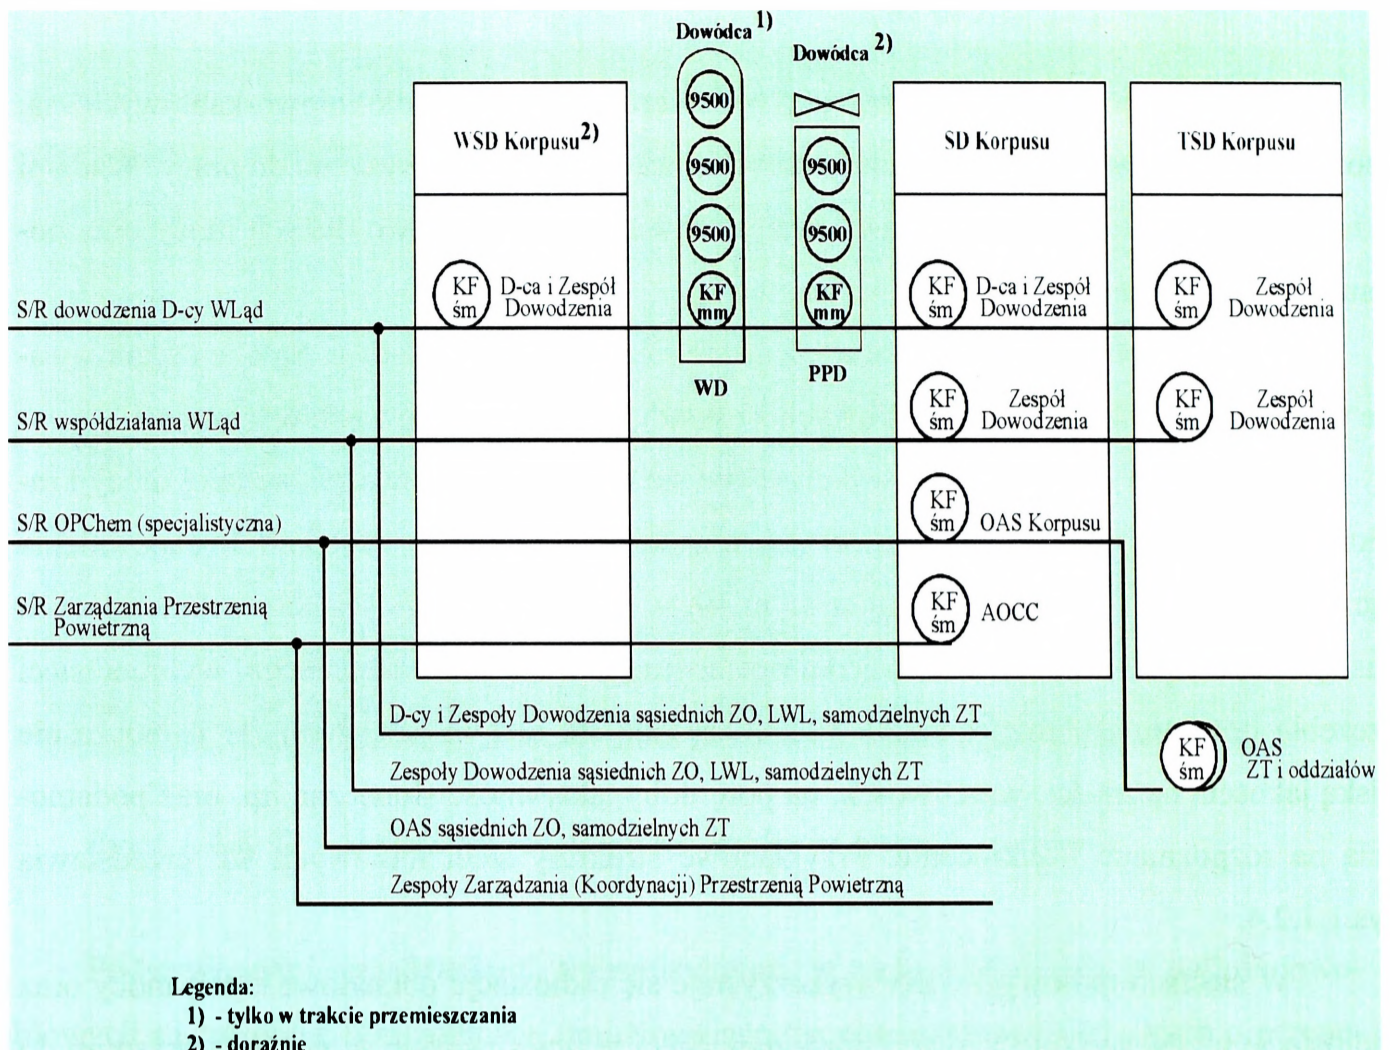 Dowódca 1)
Dowódca 2)
WSD Korpusu 2)
SD Korpusu
TSD Korpusu
9500
9500
9500
KF
mm
WD
9500
9500
KF
mm
PPD
S/R dowodzenia D-cy WLąd
KF
śm
D-ca i Zespół
Dowodzenia
KF
śm
D-ca i Zespół
Dowodzenia
KF
śm
Zespół
Dowodzenia
S/R współdziałania WLąd
KF
śm
Zespół
Dowodzenia
KF
śm
Zespół
Dowodzenia
S/R OPChem (specjalistyczna)
KF
śm
OAS Korpusu
S/R Zarządzania Przestrzenią
Powietrzną
KF
śm
AOCC
D-cy i Zespoły Dowodzenia sąsiednich ZO, LWL, samodzielnych ZT
Zespoły Dowodzenia sąsiednich ZO, LWL, samodzielnych ZT
OAS sąsiednich ZO, samodzielnych ZT
Zespoły Zarządzania (Koordynacji) Przestrzenią Powietrzną
KF
śm
OAS
ZT i oddziałów
Legenda:
1) - tylko w trakcie przemieszczania
2) - doraźnie